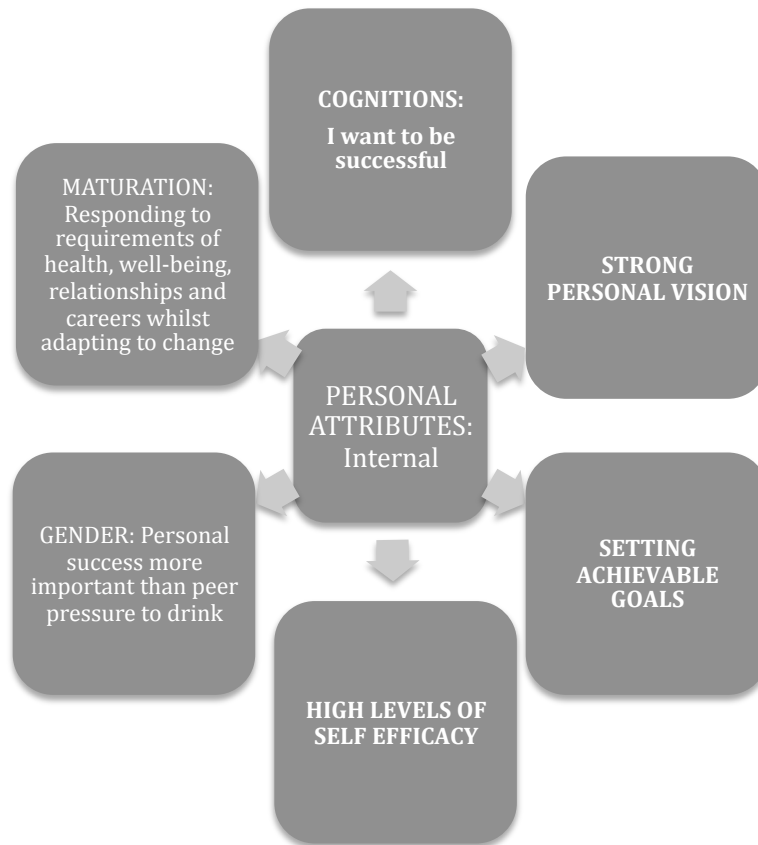 COGNITIONS:
I want to be
successful
MATURATION:
Responding to
requirements of
health, well-being,
relationships and
careers whilst
adapting to change
STRONG
PERSONAL VISION
PERSONAL
ATTRIBUTES:
Internal
GENDER: Personal
success more
important than peer
pressure to drink
SETTING
ACHIEVABLE
GOALS
HIGH LEVELS OF
SELF EFFICACY